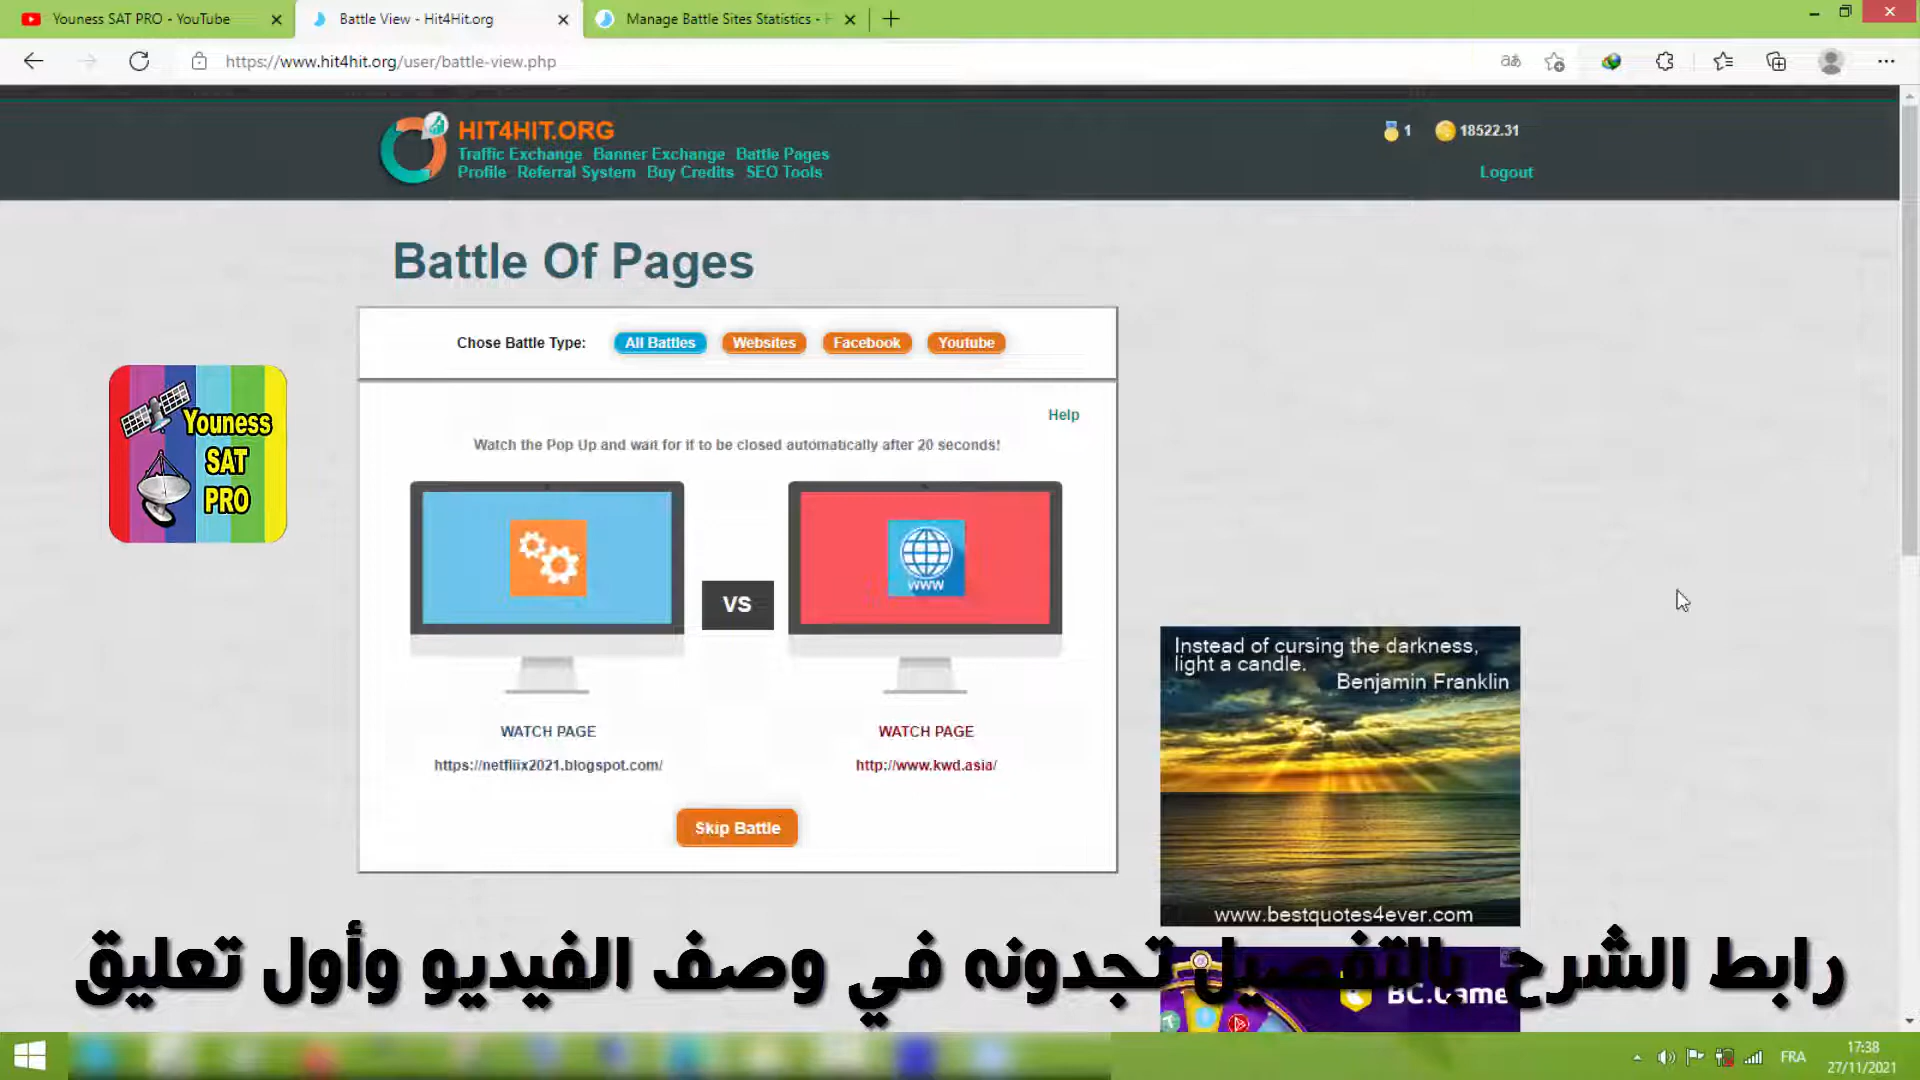 Youness SAT PRO - YouTube
Battle View - Hit4Hit.org
Manage Battle Sites Statistics -
https://www.hit4hit.org/user/battle-view.php
HIT4HIT.ORG
Traffic Exchange Banner Exchange Battle Pages
Profile Referral System Buy Credits SEO Tools
1
18522.31
Logout
Battle Of Pages
Chose Battle Type:
All Battles
Websites
Facebook
Youtube
Help
Watch the Pop Up and wait for it to be closed automatically after 20 seconds!
Youness
SAT
PRO
WWW
VS
WATCH PAGE
WATCH PAGE
https://netfliix2021.blogspot.com/
http://www.kwd.asia/
Skip Battle
Instead of cursing the darkness,
light a candle.
Benjamin Franklin
www.bestquotes4ever.com
BC.Game
رابط الشرح بالتفصيل تجدونه في وصف الفيديو وأول تعليق
FRA
17:38
27/11/2021